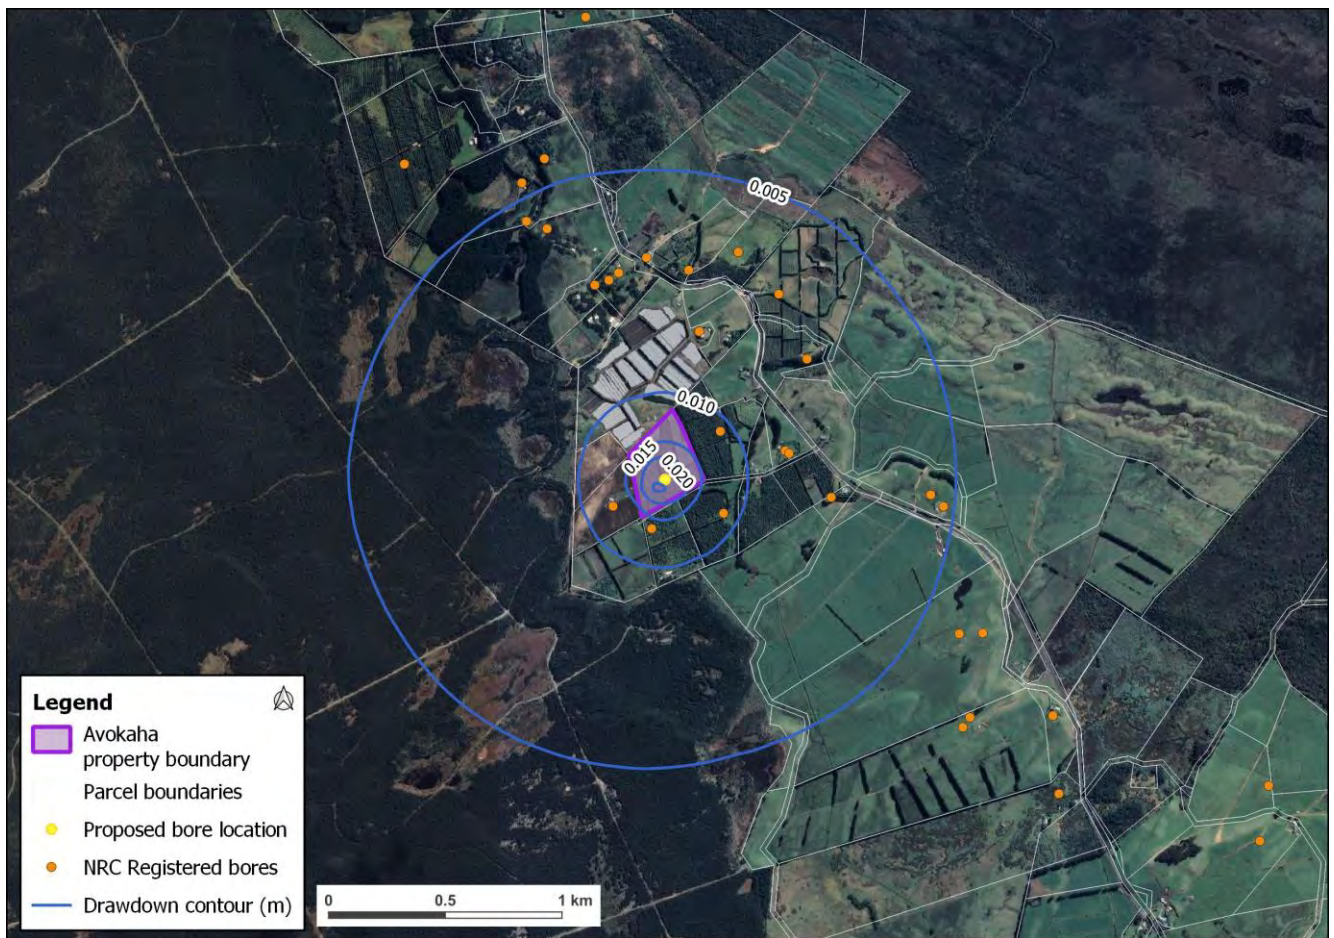 0.005
0.010
0.015
0.020
Legend
Avokaha
property boundary
Parcel boundaries
Proposed bore location
NRC Registered bores
Drawdown contour (m)
0 0.5 1 km